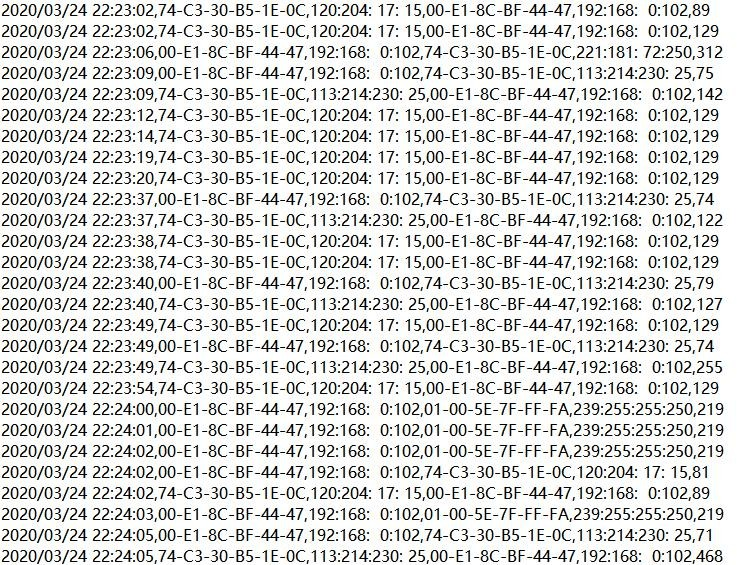 2020/03/24 22:23:02,74-C3-30-B5-1E-0C,120:204: 17: 15,00-E1-8C-BF-44-47,192:168:  0:102,89
2020/03/24 22:23:02,74-C3-30-B5-1E-0C,120:204: 17: 15,00-E1-8C-BF-44-47,192:168:  0:102,129
2020/03/24 22:23:06,00-E1-8C-BF-44-47,192:168:  0:102,74-C3-30-B5-1E-0C,221:181: 72:250,312
2020/03/24 22:23:09,00-E1-8C-BF-44-47,192:168:  0:102,74-C3-30-B5-1E-0C,113:214:230: 25,75
2020/03/24 22:23:09,74-C3-30-B5-1E-0C,113:214:230: 25,00-E1-8C-BF-44-47,192:168:  0:102,142
2020/03/24 22:23:12,74-C3-30-B5-1E-0C,120:204: 17: 15,00-E1-8C-BF-44-47,192:168:  0:102,129
2020/03/24 22:23:14,74-C3-30-B5-1E-0C,120:204: 17: 15,00-E1-8C-BF-44-47,192:168:  0:102,129
2020/03/24 22:23:19,74-C3-30-B5-1E-0C,120:204: 17: 15,00-E1-8C-BF-44-47,192:168:  0:102,129
2020/03/24 22:23:20,74-C3-30-B5-1E-0C,120:204: 17: 15,00-E1-8C-BF-44-47,192:168:  0:102,129
2020/03/24 22:23:37,00-E1-8C-BF-44-47,192:168:  0:102,74-C3-30-B5-1E-0C,113:214:230: 25,74
2020/03/24 22:23:37,74-C3-30-B5-1E-0C,113:214:230: 25,00-E1-8C-BF-44-47,192:168:  0:102,122
2020/03/24 22:23:38,74-C3-30-B5-1E-0C,120:204: 17: 15,00-E1-8C-BF-44-47,192:168:  0:102,129
2020/03/24 22:23:38,74-C3-30-B5-1E-0C,120:204: 17: 15,00-E1-8C-BF-44-47,192:168:  0:102,129
2020/03/24 22:23:40,00-E1-8C-BF-44-47,192:168:  0:102,74-C3-30-B5-1E-0C,113:214:230: 25,79
2020/03/24 22:23:40,74-C3-30-B5-1E-0C,113:214:230: 25,00-E1-8C-BF-44-47,192:168:  0:102,127
2020/03/24 22:23:49,74-C3-30-B5-1E-0C,120:204: 17: 15,00-E1-8C-BF-44-47,192:168:  0:102,129
2020/03/24 22:23:49,00-E1-8C-BF-44-47,192:168:  0:102,74-C3-30-B5-1E-0C,113:214:230: 25,74
2020/03/24 22:23:49,74-C3-30-B5-1E-0C,113:214:230: 25,00-E1-8C-BF-44-47,192:168:  0:102,255
2020/03/24 22:23:54,74-C3-30-B5-1E-0C,120:204: 17: 15,00-E1-8C-BF-44-47,192:168:  0:102,129
2020/03/24 22:24:00,00-E1-8C-BF-44-47,192:168:  0:102,01-00-5E-7F-FF-FA,239:255:255:250,219
2020/03/24 22:24:01,00-E1-8C-BF-44-47,192:168:  0:102,01-00-5E-7F-FF-FA,239:255:255:250,219
2020/03/24 22:24:02,00-E1-8C-BF-44-47,192:168:  0:102,01-00-5E-7F-FF-FA,239:255:255:250,219
2020/03/24 22:24:02,00-E1-8C-BF-44-47,192:168:  0:102,74-C3-30-B5-1E-0C,120:204: 17: 15,81
2020/03/24 22:24:02,74-C3-30-B5-1E-0C,120:204: 17: 15,00-E1-8C-BF-44-47,192:168:  0:102,89
2020/03/24 22:24:03,00-E1-8C-BF-44-47,192:168:  0:102,01-00-5E-7F-FF-FA,239:255:255:250,219
2020/03/24 22:24:05,00-E1-8C-BF-44-47,192:168:  0:102,74-C3-30-B5-1E-0C,113:214:230: 25,71
2020/03/24 22:24:05,74-C3-30-B5-1E-0C,113:214:230: 25,00-E1-8C-BF-44-47,192:168:  0:102,468